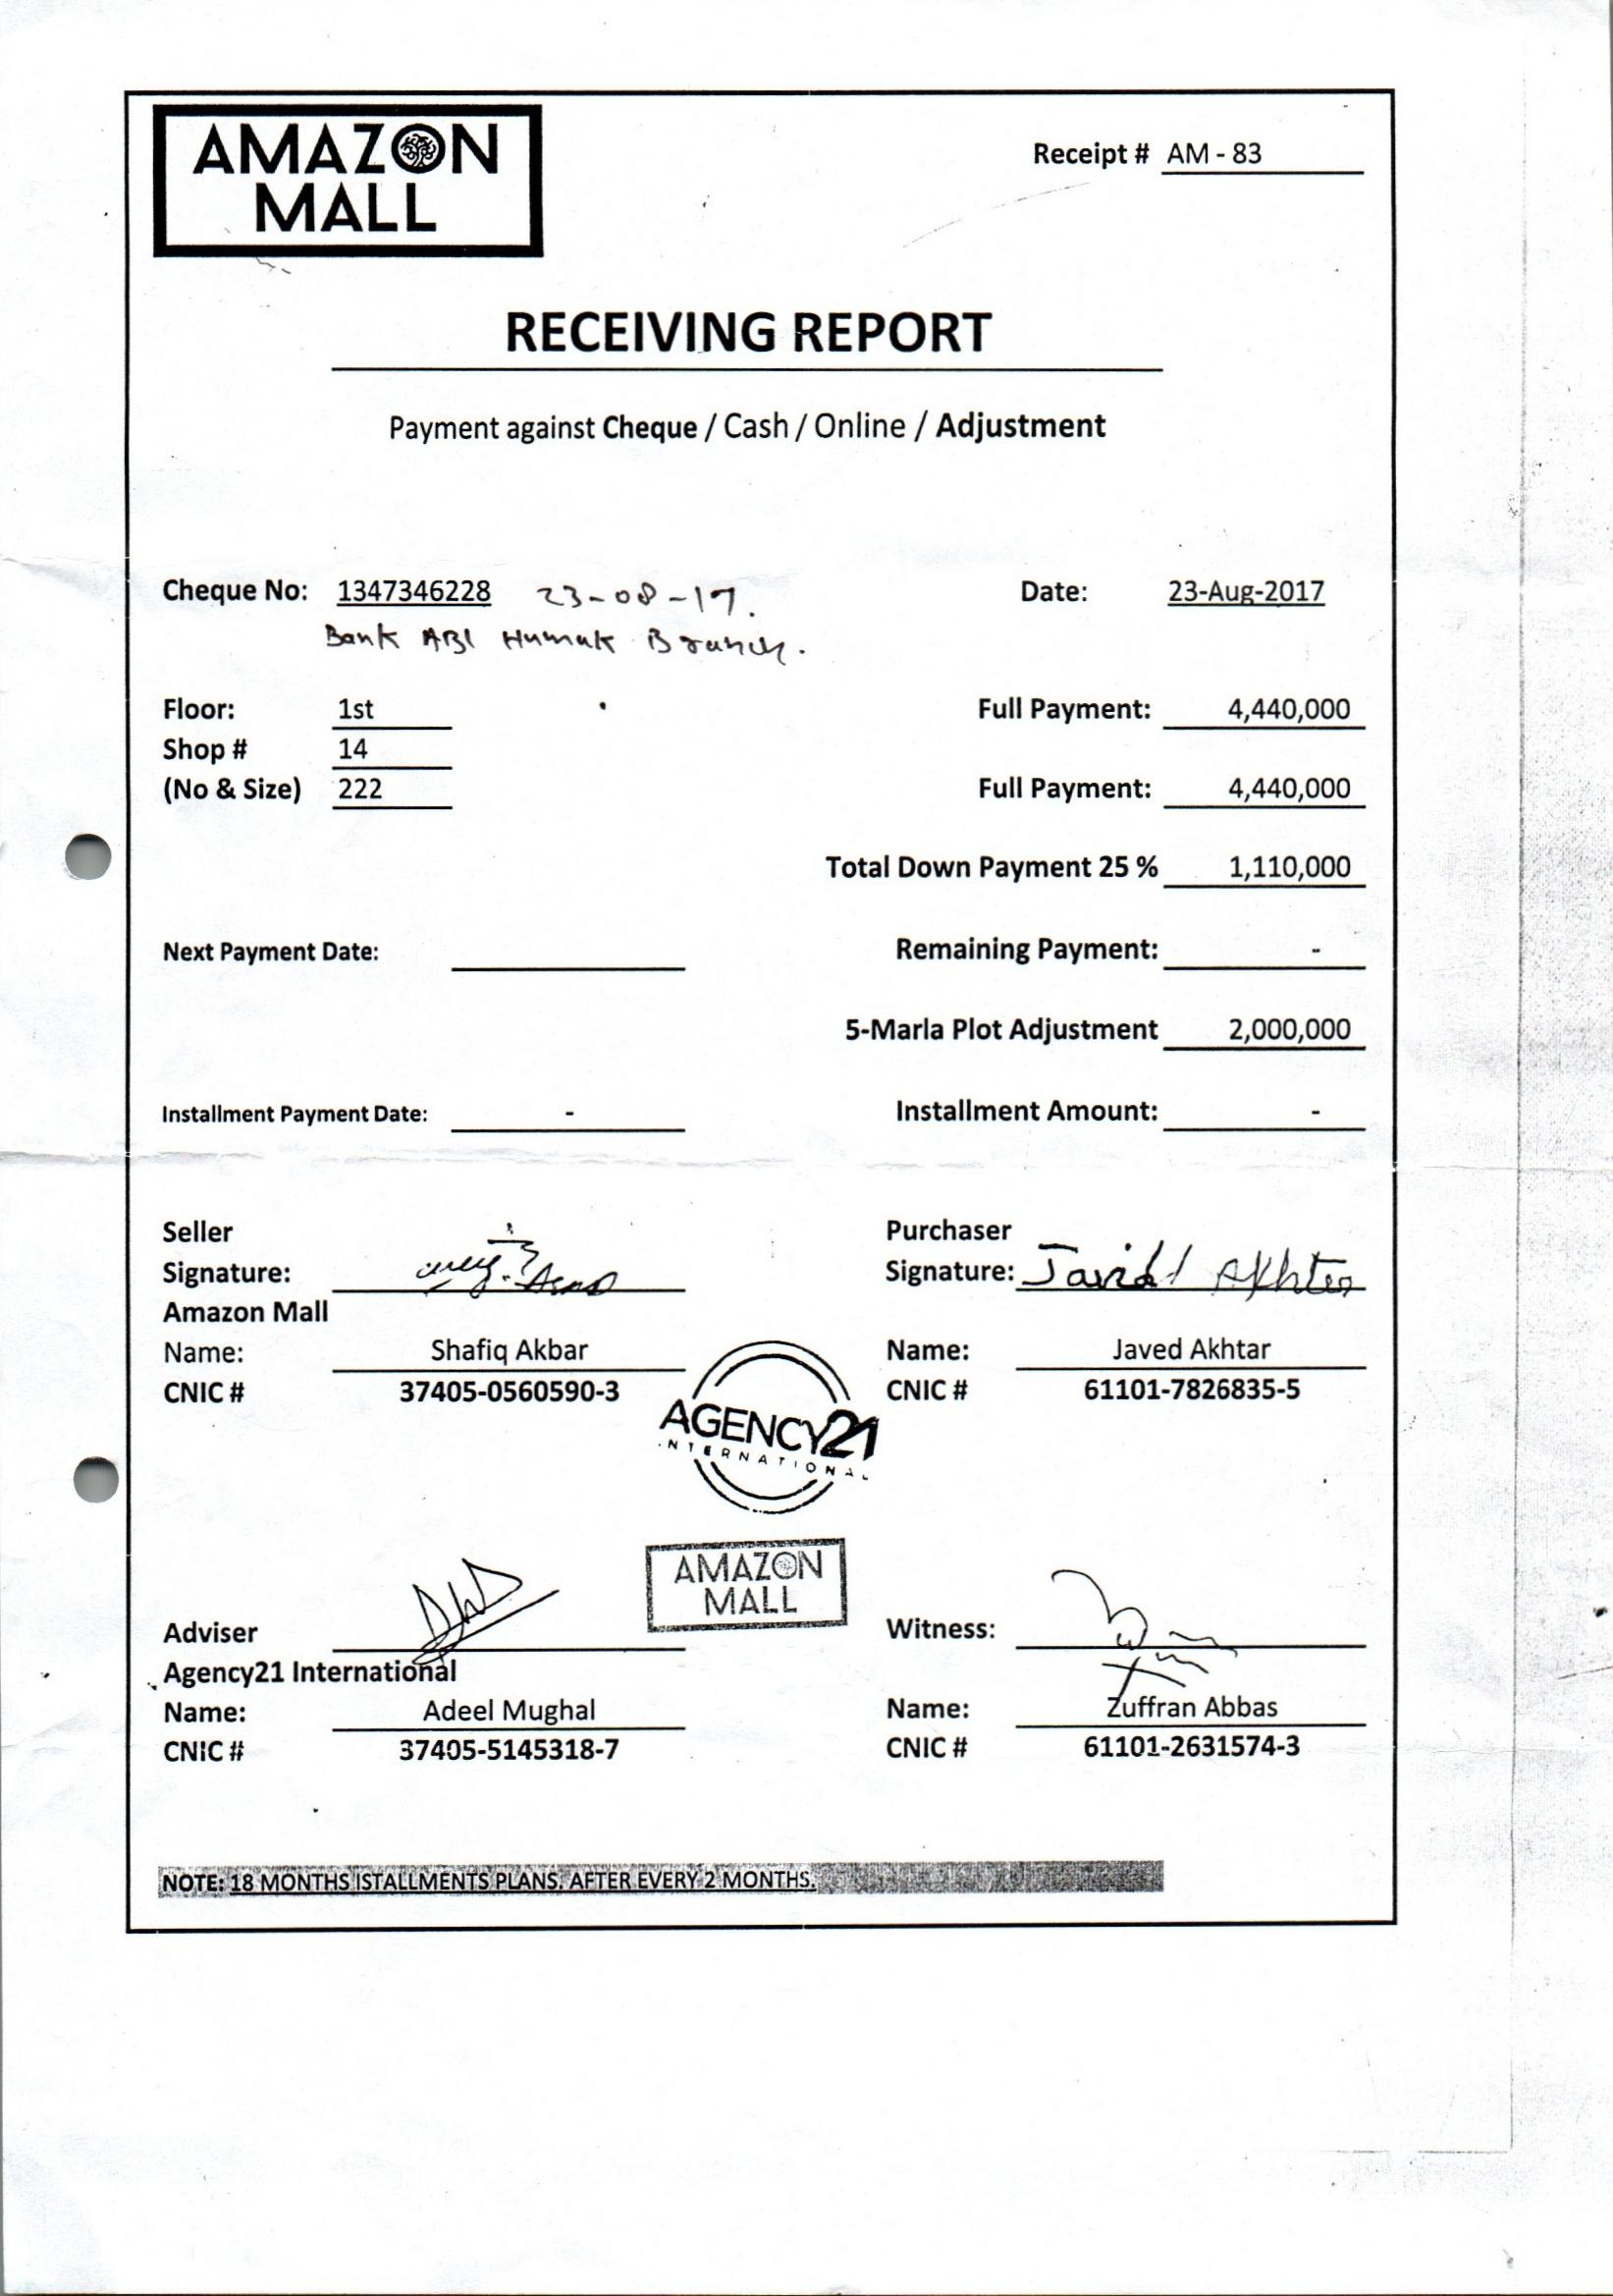 AMAZON
MALL
Receipt # AM - 83
RECEIVING REPORT
Payment against Cheque / Cash / Online / Adjustment
Cheque No: 1347346228 23-08-17. Date: 23-Aug-2017
Bank ABL Humak Branch.
Floor: 1st Full Payment: 4,440,000
Shop # 14
(No & Size) 222 Full Payment: 4,440,000
Total Down Payment 25 % 1,110,000
Next Payment Date: Remaining Payment: -
5-Marla Plot Adjustment 2,000,000
Installment Payment Date: - Installment Amount: -
Seller Purchaser
Signature: Signature: Javid Akhter
Amazon Mall
Name: Shafiq Akbar Name: Javed Akhtar
CNIC # 37405-0560590-3 CNIC # 61101-7826835-5
AGENCY21
INTERNATIONAL
AMAZON
MALL
Adviser Witness:
Agency21 International
Name: Adeel Mughal Name: Zuffran Abbas
CNIC # 37405-5145318-7 CNIC # 61101-2631574-3
NOTE: 18 MONTHS ISTALLMENTS PLANS. AFTER EVERY 2 MONTHS.